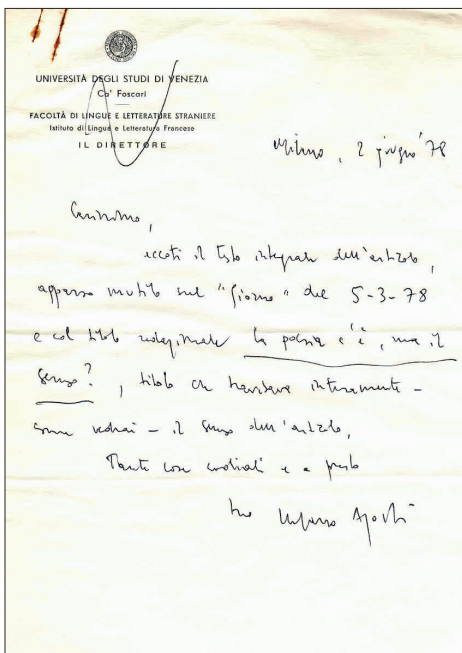 UNIVERSITÀ DEGLI STUDI DI VENEZIA
Ca' Foscari
FACOLTÀ DI LINGUE E LETTERATURE STRANIERE
Istituto di Lingua e Letteratura Francese
IL DIRETTORE
Milano, 2 giugno '78
Carissimo,
eccoti il testo integrale dell'articolo,
apparso mutilo sul "Giorno" del 5-3-78
e col titolo redazionale la poesia c'è, ma il
senso?, titolo che travisava interamente -
come vedrai - il senso dell'articolo.
Tante cose cordiali e a presto
tuo Stefano Agosti